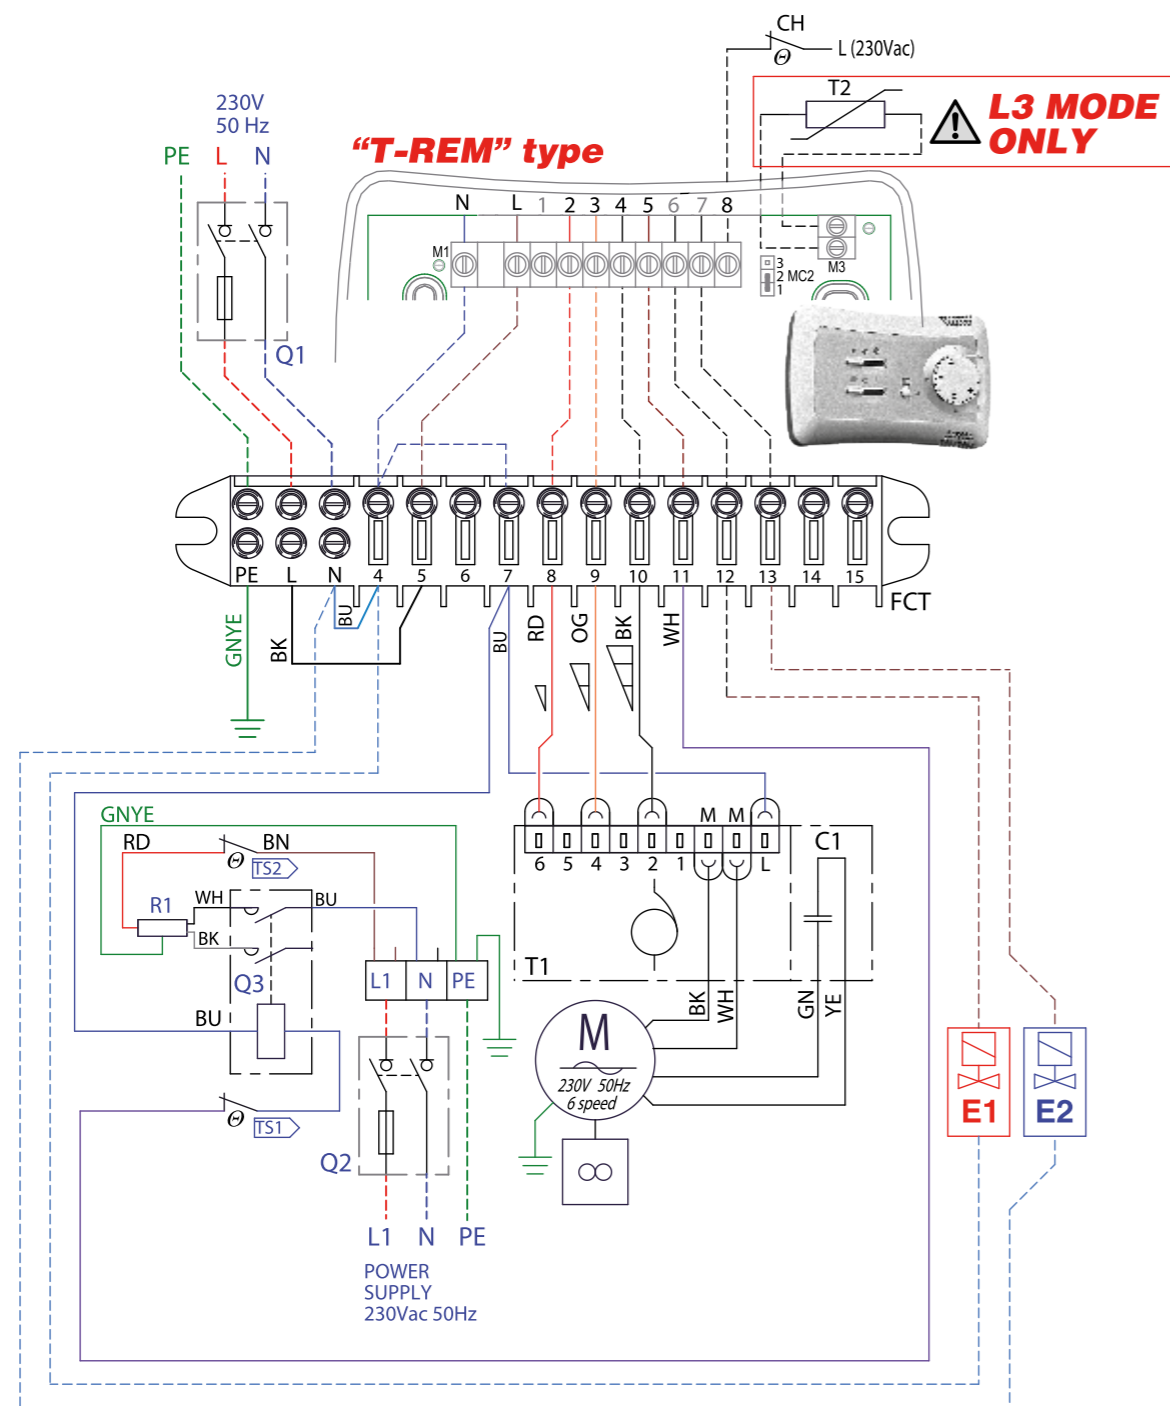 CH
L (230Vac)
T2
L3 MODE
ONLY
230V
50 Hz
PE L N
"T-REM" type
N L 1 2 3 4 5 6 7 8
M1
M3
3
2 MC2
1
Q1
PE L N 4 5 6 7 8 9 10 11 12 13 14 15
FCT
GNYE
BK
BU
BU
RD
OG
BK
WH
GNYE
RD
BN
TS2
R1
WH
BU
BK
Q3
BU
L1 N PE
TS1
Q2
L1 N PE
POWER
SUPPLY
230Vac 50Hz
M M
6 5 4 3 2 1 L
C1
T1
BK
WH
GN
YE
M
230V 50Hz
6 speed
E1
E2